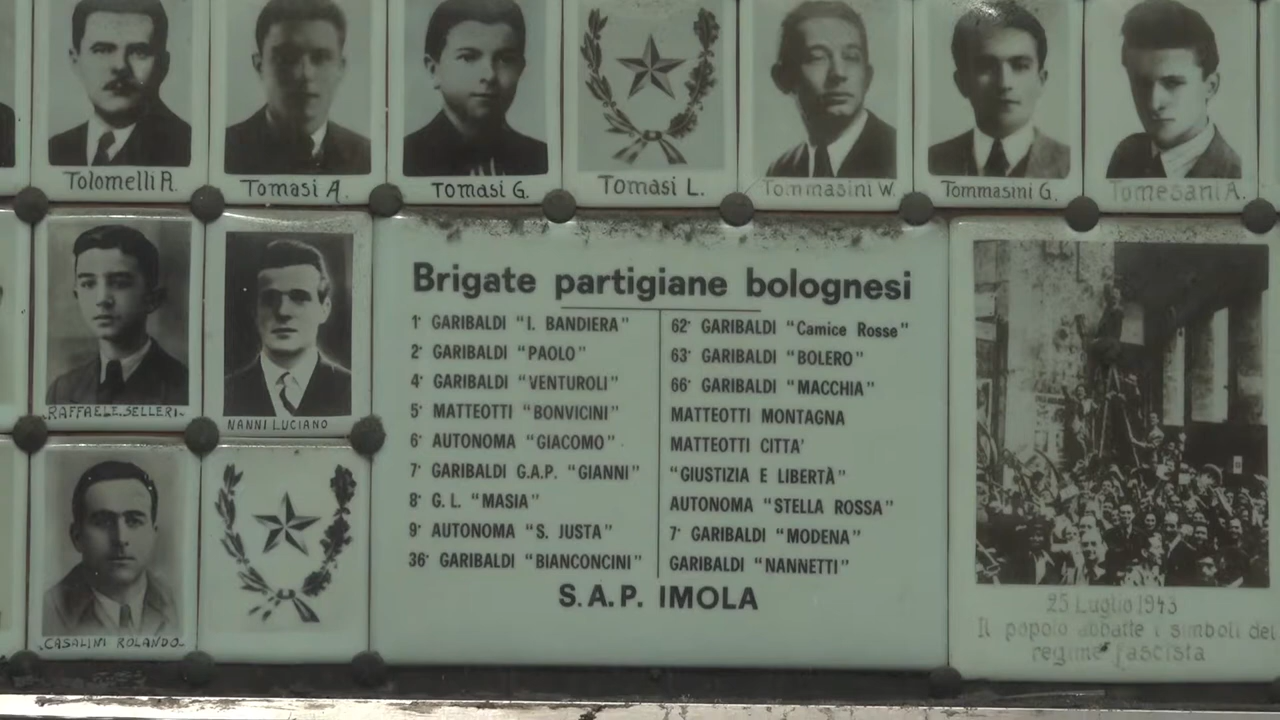 Tolomelli R.
Tomasi A.
Tomasi G.
Tomasi L.
Tommasini W.
Tommasini G.
Tomesani A.
RAFFAELE SELLERI
NANNI LUCIANO
CASALINI ROLANDO
Brigate partigiane bolognesi
1ª GARIBALDI "I. BANDIERA"
2ª GARIBALDI "PAOLO"
4ª GARIBALDI "VENTUROLI"
5ª MATTEOTTI "BONVICINI"
6ª AUTONOMA "GIACOMO"
7ª GARIBALDI G.A.P. "GIANNI"
8ª G. L. "MASIA"
9ª AUTONOMA "S. JUSTA"
36ª GARIBALDI "BIANCONCINI"
62ª GARIBALDI "Camice Rosse"
63ª GARIBALDI "BOLERO"
66ª GARIBALDI "MACCHIA"
MATTEOTTI MONTAGNA
MATTEOTTI CITTA'
"GIUSTIZIA E LIBERTÀ"
AUTONOMA "STELLA ROSSA"
7ª GARIBALDI "MODENA"
GARIBALDI "NANNETTI"
S.A.P. IMOLA
25 Luglio 1943
Il popolo abbatte i simboli del
regime fascista